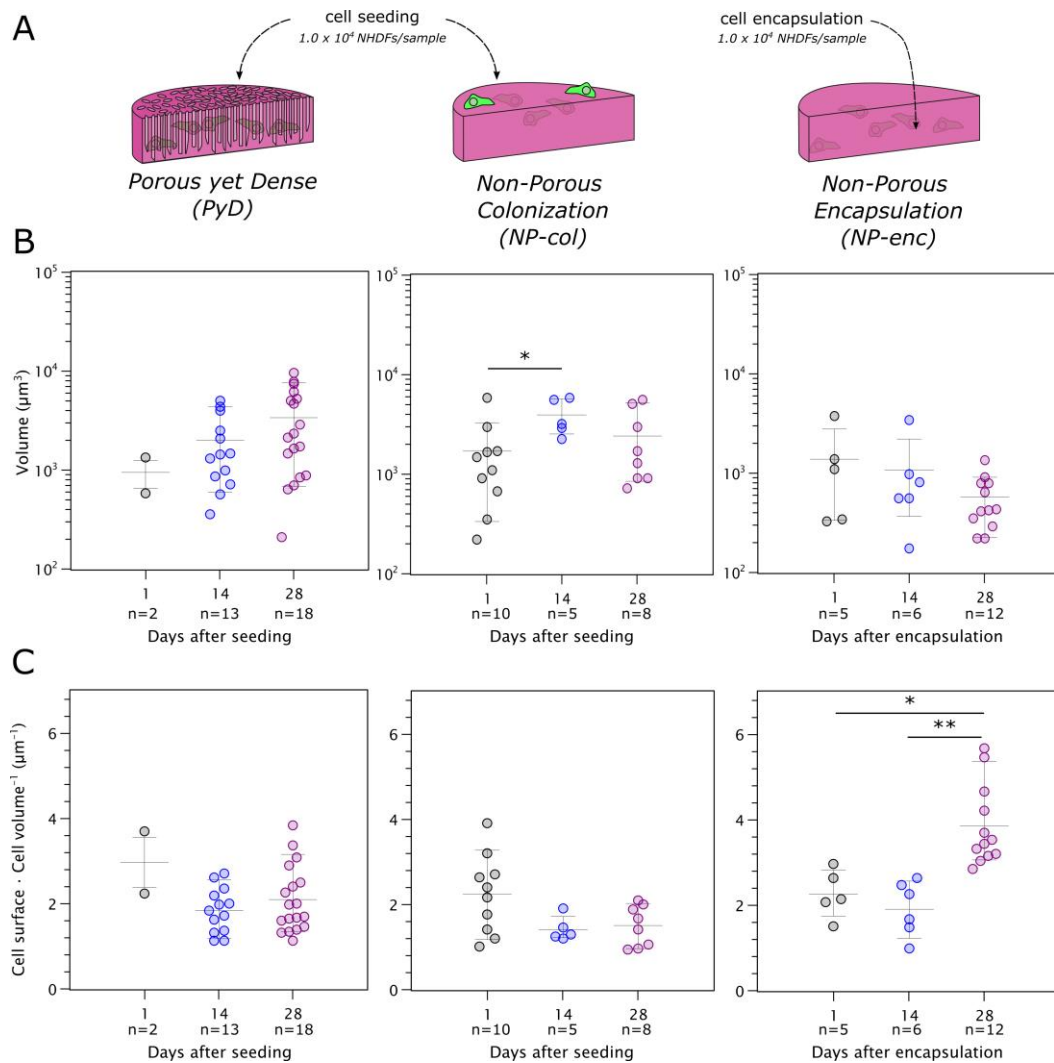 A
cell seeding
1.0 x 10⁴ NHDFs/sample
cell encapsulation
1.0 x 10⁴ NHDFs/sample
Porous yet Dense
(PyD)
Non-Porous
Colonization
(NP-col)
Non-Porous
Encapsulation
(NP-enc)
B
Volume (µm³)
10⁵
10⁴
10³
10²
1 14 28
n=2 n=13 n=18
Days after seeding
10⁵
10⁴
10³
10²
*
1 14 28
n=10 n=5 n=8
Days after seeding
10⁵
10⁴
10³
10²
1 14 28
n=5 n=6 n=12
Days after encapsulation
C
Cell surface · Cell volume⁻¹ (µm⁻¹)
6
4
2
0
1 14 28
n=2 n=13 n=18
Days after seeding
6
4
2
0
1 14 28
n=10 n=5 n=8
Days after seeding
6
4
2
0
*
**
1 14 28
n=5 n=6 n=12
Days after encapsulation